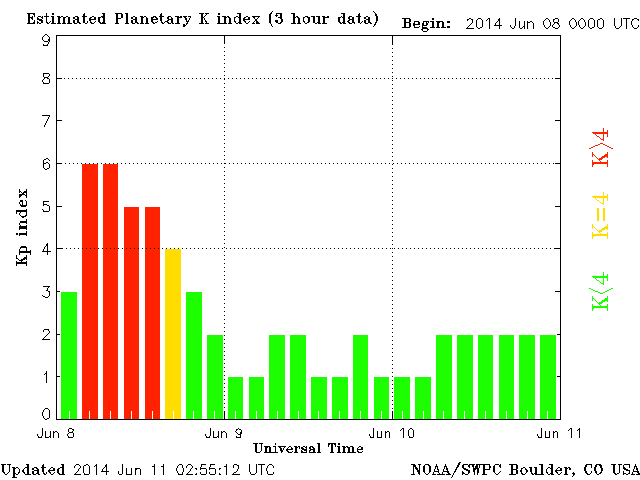 Estimated Planetary K index (3 hour data) Begin: 2014 Jun 08 0000 UTC
9
8
7
6
5
4
3
2
1
0
Kp index
K>4
K=4
K<4
Jun 8 Jun 9 Jun 10 Jun 11
Universal Time
Updated 2014 Jun 11 02:55:12 UTC NOAA/SWPC Boulder, CO USA